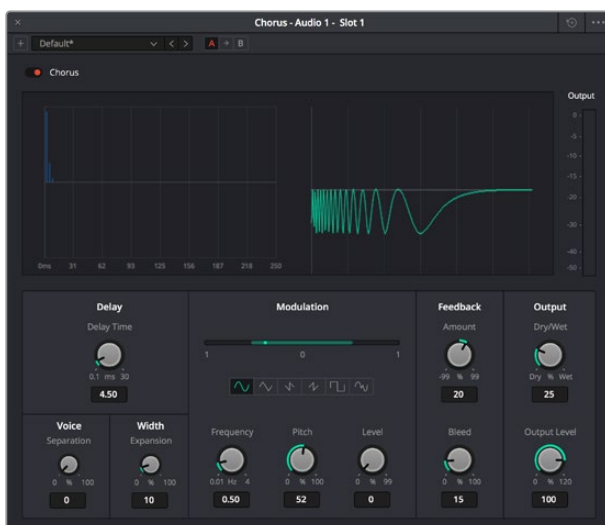 Chorus - Audio 1 - Slot 1
Default*
A B
Chorus
Output
0 -
-5 -
-10 -
-15 -
-20 -
-30 -
-40 -
-50 -
0ms 31 62 93 125 156 187 218 250
Delay
Delay Time
0.1 ms 30
4.50
Modulation
1 0 1
Feedback
Amount
-99 % 99
20
Output
Dry/Wet
Dry % Wet
25
Voice
Separation
0 % 100
0
Width
Expansion
0 % 100
10
Frequency
0.01 Hz 4
0.50
Pitch
0 % 100
52
Level
0 % 99
0
Bleed
0 % 100
15
Output Level
0 % 120
100